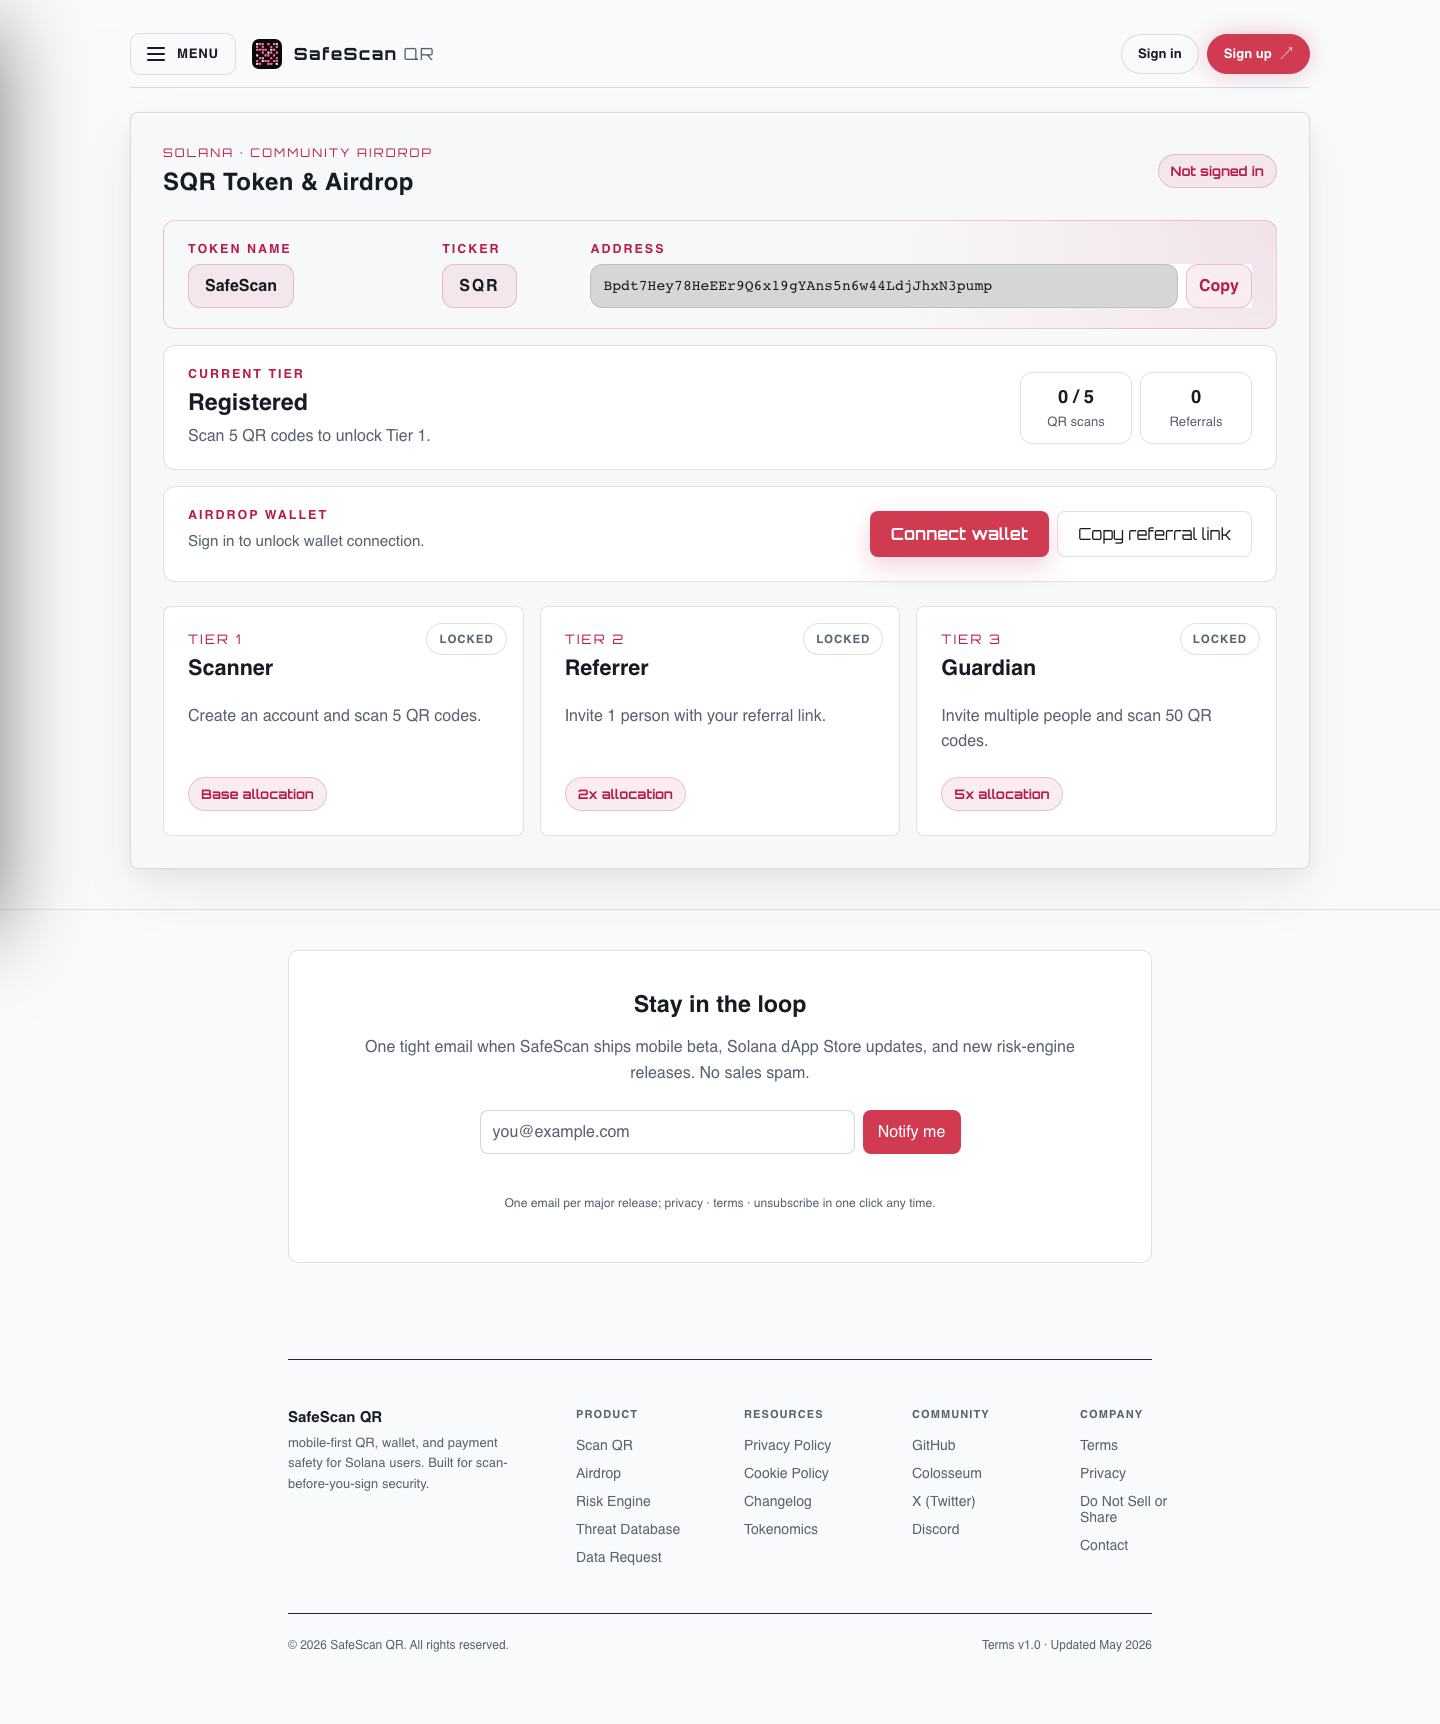 MENU
SafeScan QR
Sign in
Sign up ↗
SOLANA · COMMUNITY AIRDROP
SQR Token & Airdrop
Not signed in
TOKEN NAME
SafeScan
TICKER
SQR
ADDRESS
Bpdt7Hey78HeEEr9Q6x19gYAns5n6w44LdjJhxN3pump
Copy
CURRENT TIER
Registered
Scan 5 QR codes to unlock Tier 1.
0 / 5
QR scans
0
Referrals
AIRDROP WALLET
Sign in to unlock wallet connection.
Connect wallet
Copy referral link
TIER 1
LOCKED
Scanner
Create an account and scan 5 QR codes.
Base allocation
TIER 2
LOCKED
Referrer
Invite 1 person with your referral link.
2x allocation
TIER 3
LOCKED
Guardian
Invite multiple people and scan 50 QR
codes.
5x allocation
Stay in the loop
One tight email when SafeScan ships mobile beta, Solana dApp Store updates, and new risk-engine
releases. No sales spam.
you@example.com
Notify me
One email per major release; privacy · terms · unsubscribe in one click any time.
SafeScan QR
mobile-first QR, wallet, and payment
safety for Solana users. Built for scan-
before-you-sign security.
PRODUCT
Scan QR
Airdrop
Risk Engine
Threat Database
Data Request
RESOURCES
Privacy Policy
Cookie Policy
Changelog
Tokenomics
COMMUNITY
GitHub
Colosseum
X (Twitter)
Discord
COMPANY
Terms
Privacy
Do Not Sell or
Share
Contact
© 2026 SafeScan QR. All rights reserved.
Terms v1.0 · Updated May 2026